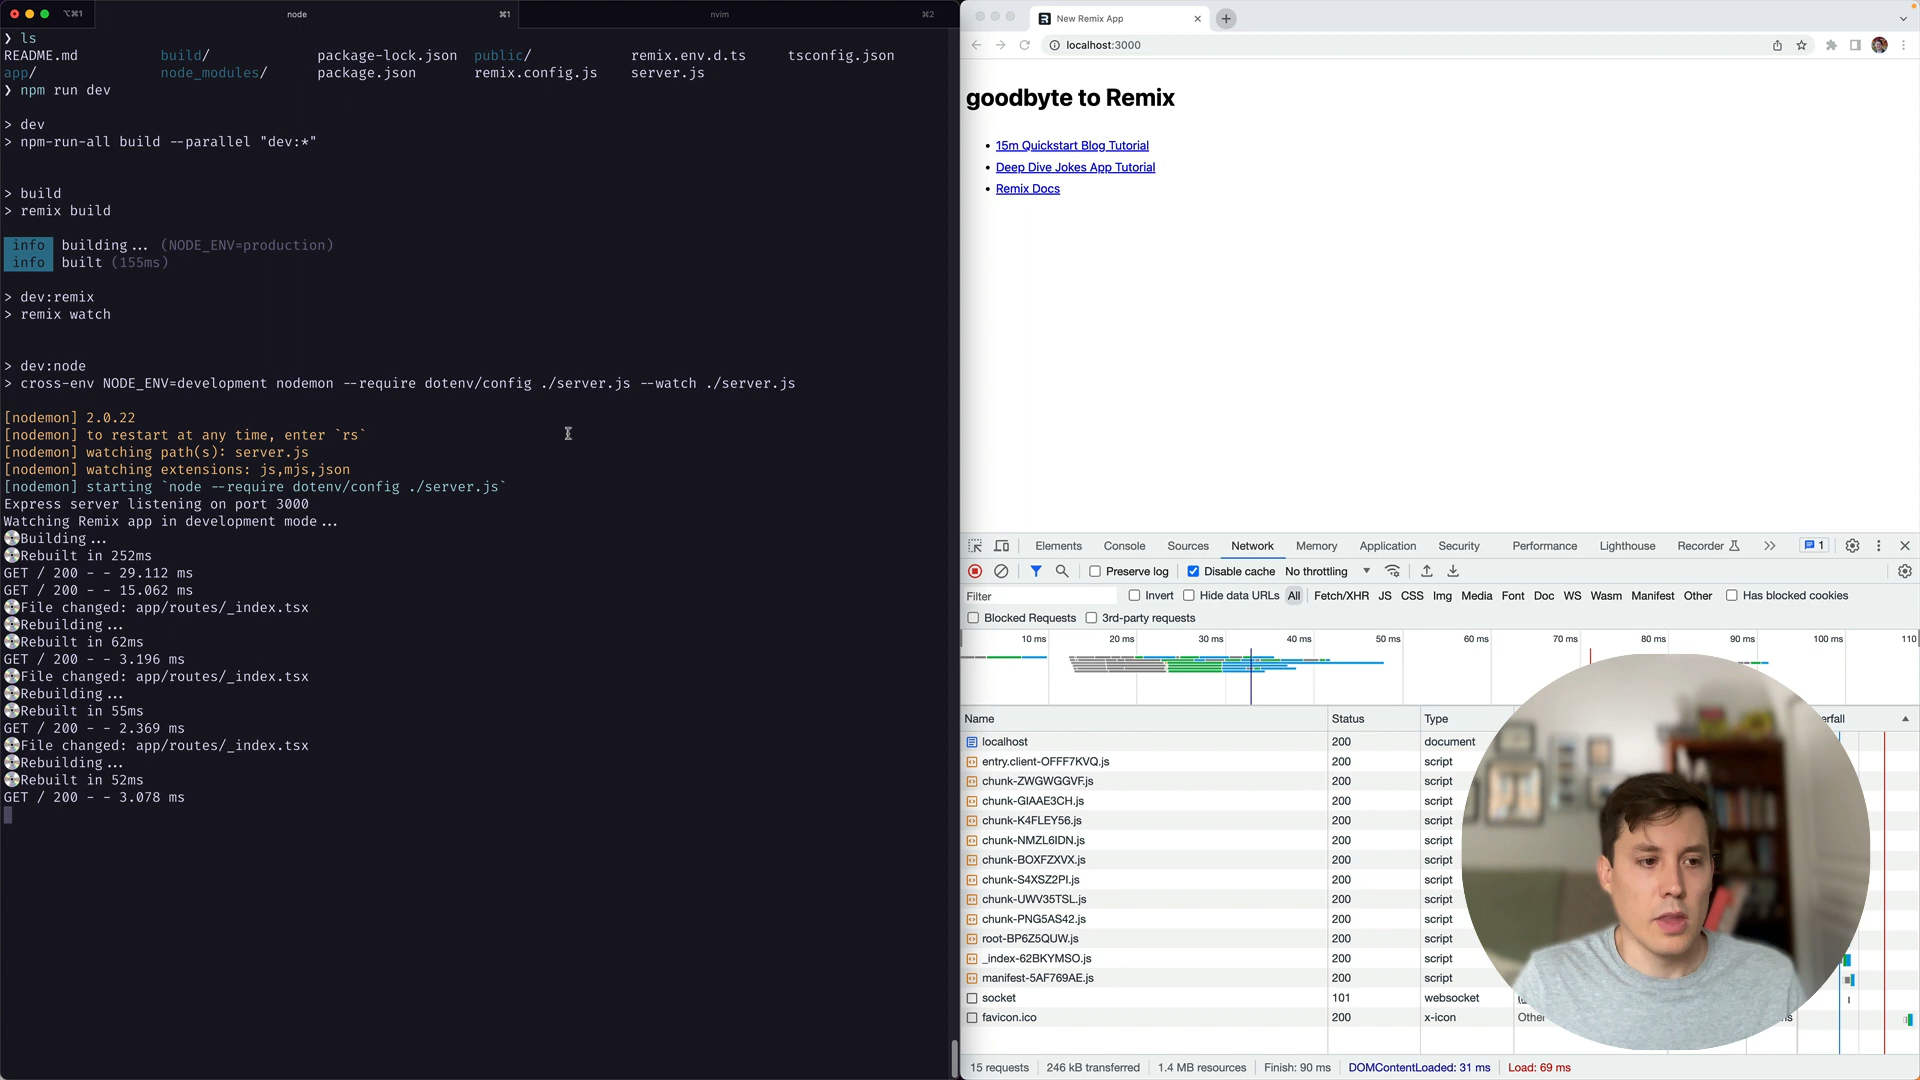 ⌥⌘1
node
⌘1
nvim
⌘2
❯ ls
README.md build/ package-lock.json public/ remix.env.d.ts tsconfig.json
app/ node_modules/ package.json remix.config.js server.js
❯ npm run dev
> dev
> npm-run-all build --parallel "dev:*"
> build
> remix build
info building... (NODE_ENV=production)
info built (155ms)
> dev:remix
> remix watch
> dev:node
> cross-env NODE_ENV=development nodemon --require dotenv/config ./server.js --watch ./server.js
[nodemon] 2.0.22
[nodemon] to restart at any time, enter `rs`
[nodemon] watching path(s): server.js
[nodemon] watching extensions: js,mjs,json
[nodemon] starting `node --require dotenv/config ./server.js`
Express server listening on port 3000
Watching Remix app in development mode...
💿Building...
💿Rebuilt in 252ms
GET / 200 - - 29.112 ms
GET / 200 - - 15.062 ms
💿File changed: app/routes/_index.tsx
💿Rebuilding...
💿Rebuilt in 62ms
GET / 200 - - 3.196 ms
💿File changed: app/routes/_index.tsx
💿Rebuilding...
💿Rebuilt in 55ms
GET / 200 - - 2.369 ms
💿File changed: app/routes/_index.tsx
💿Rebuilding...
💿Rebuilt in 52ms
GET / 200 - - 3.078 ms
New Remix App
localhost:3000
goodbyte to Remix
• 15m Quickstart Blog Tutorial
• Deep Dive Jokes App Tutorial
• Remix Docs
Elements Console Sources Network Memory Application Security Performance Lighthouse Recorder 1
Preserve log Disable cache No throttling
Filter Invert Hide data URLs All Fetch/XHR JS CSS Img Media Font Doc WS Wasm Manifest Other Has blocked cookies
Blocked Requests 3rd-party requests
10 ms 20 ms 30 ms 40 ms 50 ms 60 ms 70 ms 80 ms 90 ms 100 ms 110
Name Status Type erfall
localhost 200 document
entry.client-OFFF7KVQ.js 200 script
chunk-ZWGWGGVF.js 200 script
chunk-GIAAE3CH.js 200 script
chunk-K4FLEY56.js 200 script
chunk-NMZL6IDN.js 200 script
chunk-BOXFZXVX.js 200 script
chunk-S4XSZ2PI.js 200 script
chunk-UWV35TSL.js 200 script
chunk-PNG5AS42.js 200 script
root-BP6Z5QUW.js 200 script
_index-62BKYMSO.js 200 script
manifest-5AF769AE.js 200 script
socket 101 websocket
favicon.ico 200 x-icon Other ms
15 requests 246 kB transferred 1.4 MB resources Finish: 90 ms DOMContentLoaded: 31 ms Load: 69 ms